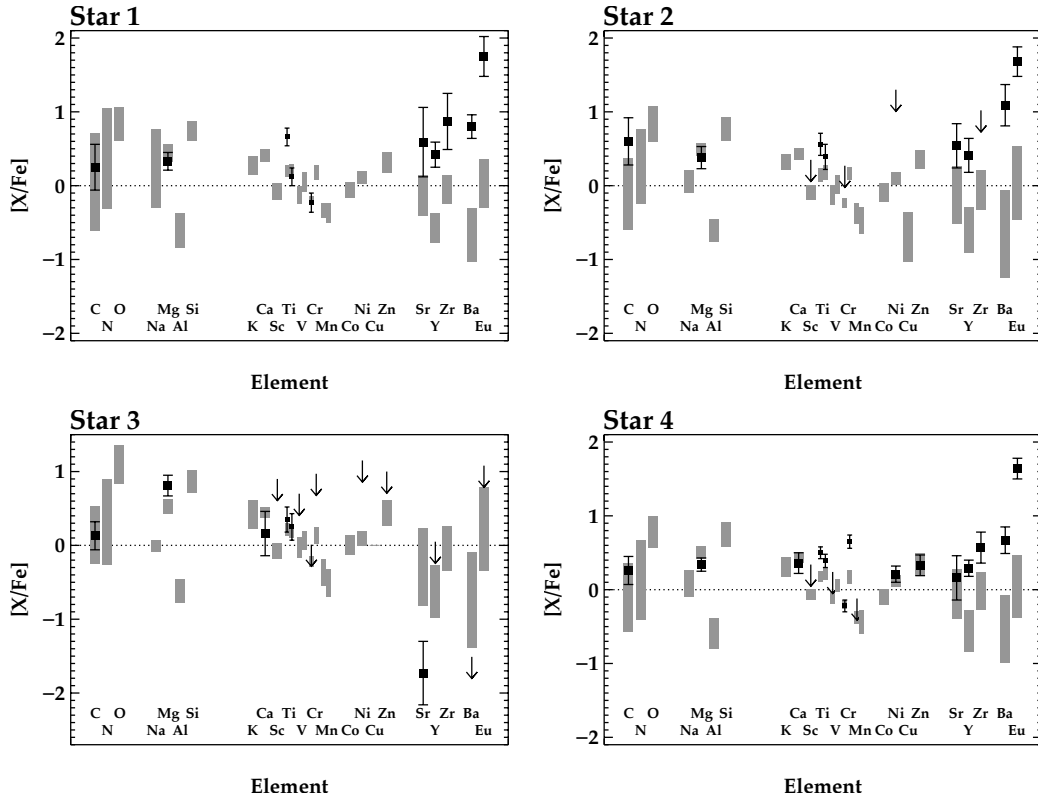 Star 1
2
1
0
−1
−2
[X/Fe]
C O Mg Si Ca Ti Cr Ni Zn Sr Zr Ba
N Na Al K Sc V Mn Co Cu Y Eu
Element
Star 2
2
1
0
−1
−2
[X/Fe]
C O Mg Si Ca Ti Cr Ni Zn Sr Zr Ba
N Na Al K Sc V Mn Co Cu Y Eu
Element
Star 3
1
0
−1
−2
[X/Fe]
C O Mg Si Ca Ti Cr Ni Zn Sr Zr Ba
N Na Al K Sc V Mn Co Cu Y Eu
Element
Star 4
2
1
0
−1
−2
[X/Fe]
C O Mg Si Ca Ti Cr Ni Zn Sr Zr Ba
N Na Al K Sc V Mn Co Cu Y Eu
Element